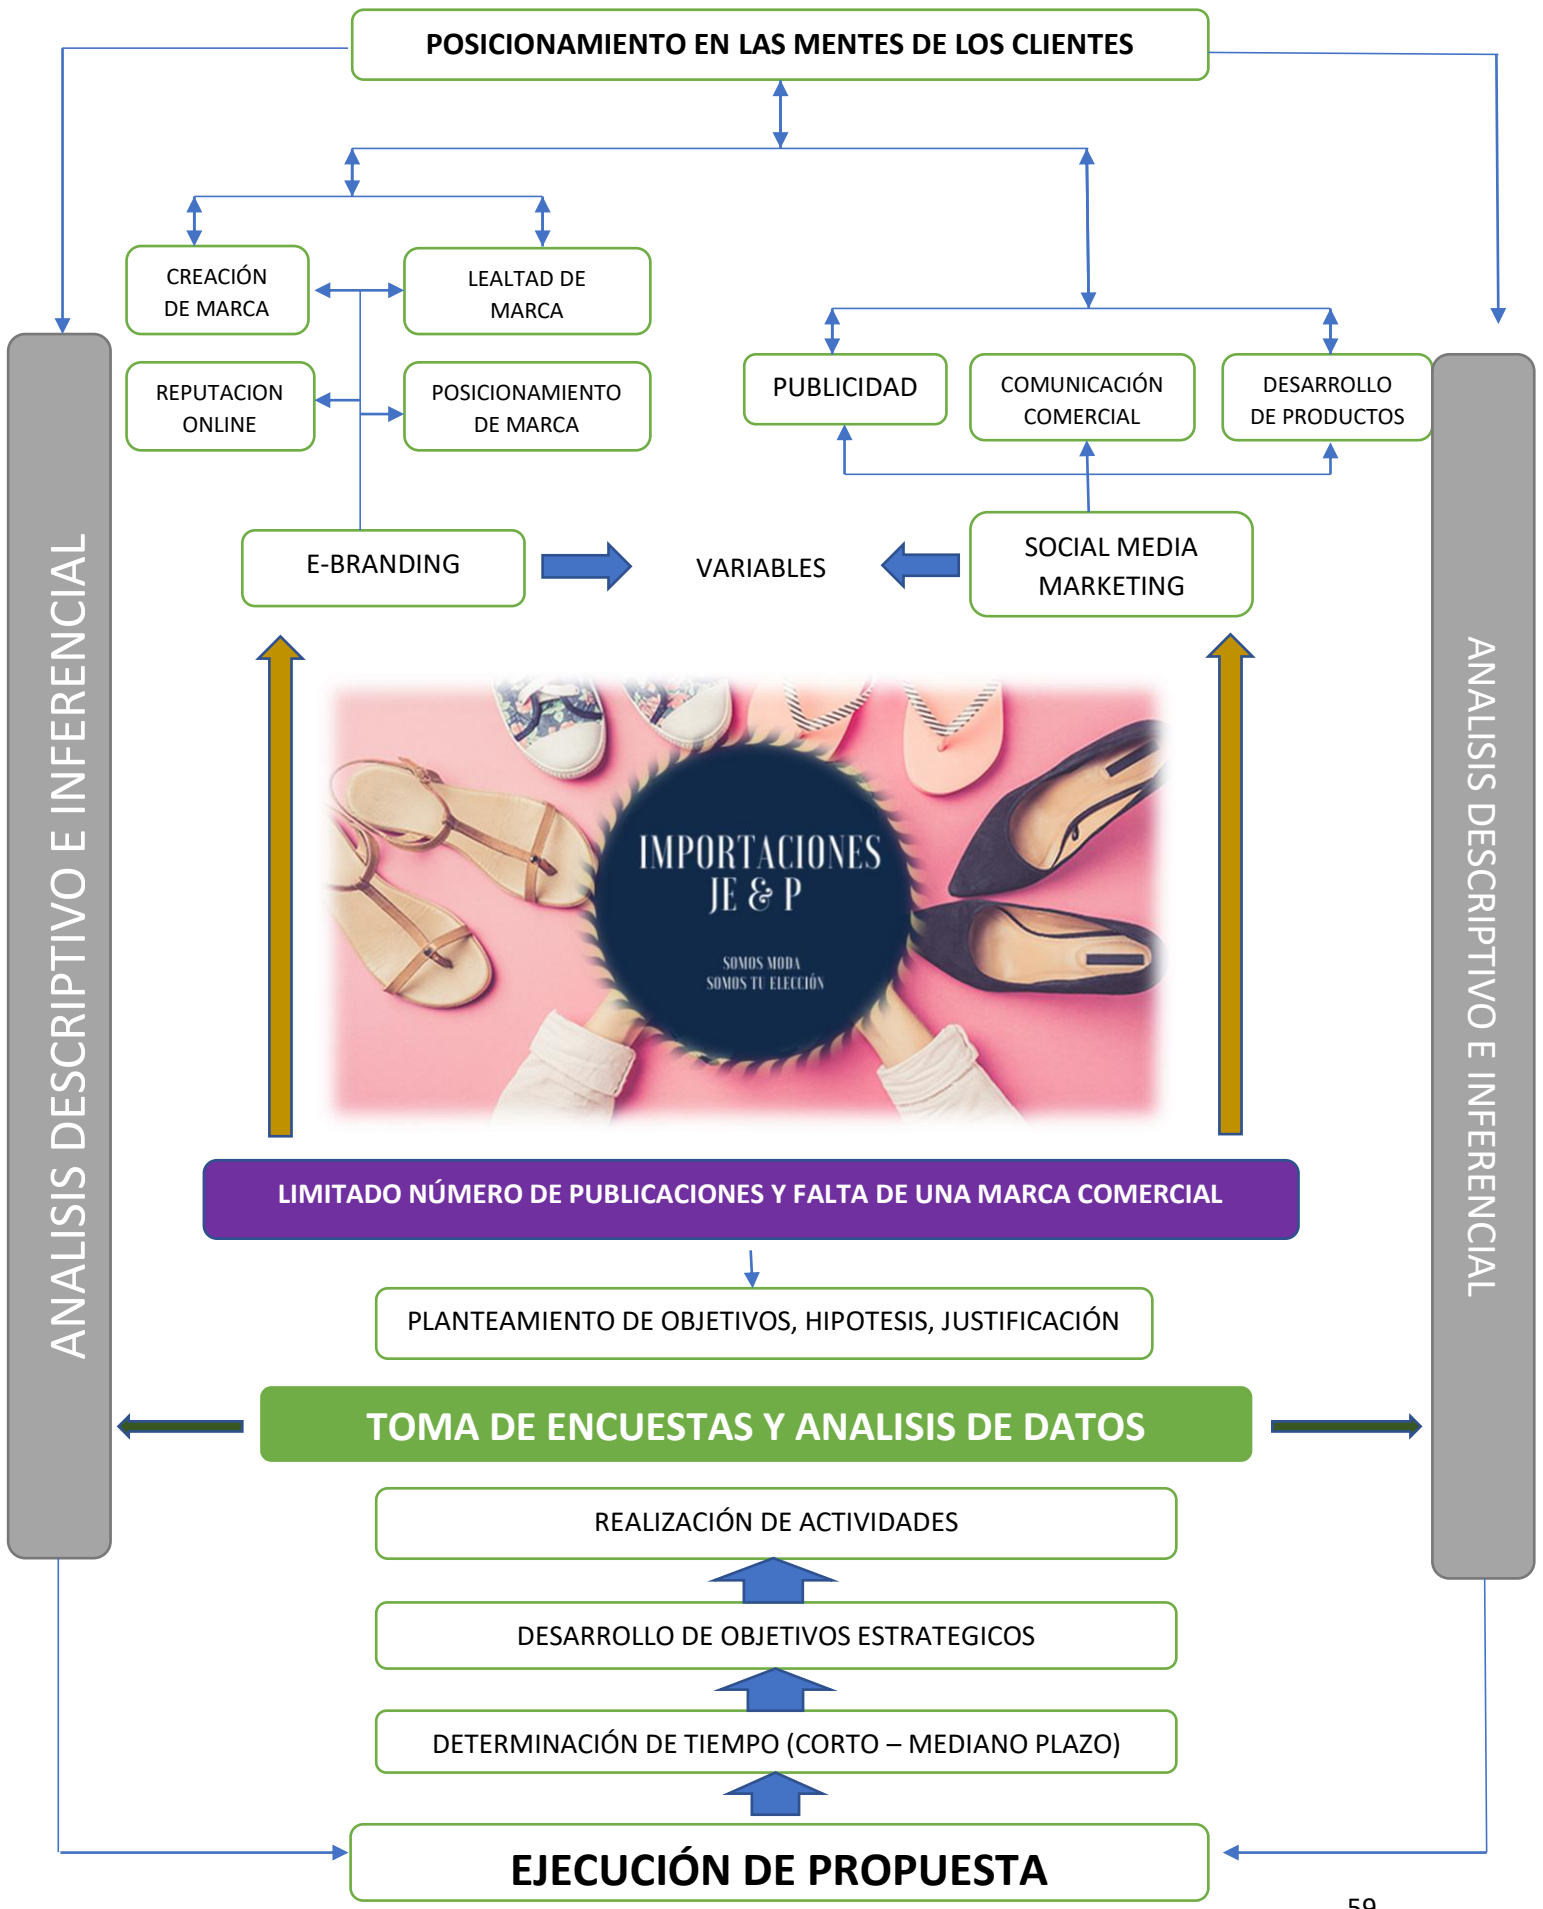 POSICIONAMIENTO EN LAS MENTES DE LOS CLIENTES
CREACIÓN
DE MARCA
LEALTAD DE
MARCA
REPUTACION
ONLINE
POSICIONAMIENTO
DE MARCA
PUBLICIDAD
COMUNICACIÓN
COMERCIAL
DESARROLLO
DE PRODUCTOS
E-BRANDING
VARIABLES
SOCIAL MEDIA
MARKETING
ANALISIS DESCRIPTIVO E INFERENCIAL
ANALISIS DESCRIPTIVO E INFERENCIAL
IMPORTACIONES
JE & P
SOMOS MODA
SOMOS TU ELECCIÓN
LIMITADO NÚMERO DE PUBLICACIONES Y FALTA DE UNA MARCA COMERCIAL
PLANTEAMIENTO DE OBJETIVOS, HIPOTESIS, JUSTIFICACIÓN
TOMA DE ENCUESTAS Y ANALISIS DE DATOS
REALIZACIÓN DE ACTIVIDADES
DESARROLLO DE OBJETIVOS ESTRATEGICOS
DETERMINACIÓN DE TIEMPO (CORTO – MEDIANO PLAZO)
EJECUCIÓN DE PROPUESTA
59